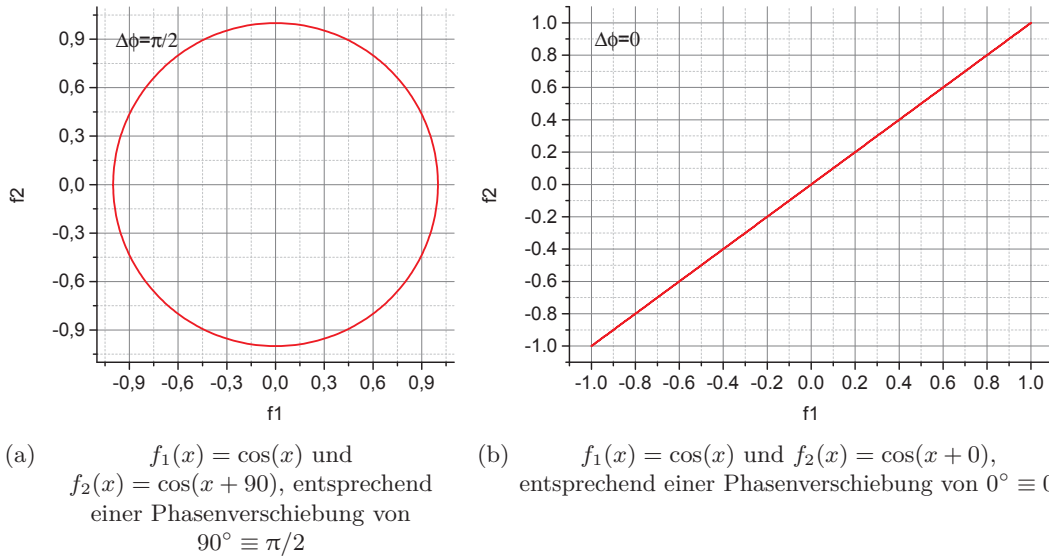 Δϕ=π/2
0,9
0,6
0,3
0,0
-0,3
-0,6
-0,9
f2
-0,9 -0,6 -0,3 0,0 0,3 0,6 0,9
f1
Δϕ=0
1.0
0.8
0.6
0.4
0.2
0.0
-0.2
-0.4
-0.6
-0.8
-1.0
f2
-1.0 -0.8 -0.6 -0.4 -0.2 0.0 0.2 0.4 0.6 0.8 1.0
f1
(a) f₁(x) = cos(x) und
f₂(x) = cos(x + 90), entsprechend
einer Phasenverschiebung von
90° ≡ π/2
(b) f₁(x) = cos(x) und f₂(x) = cos(x + 0),
entsprechend einer Phasenverschiebung von 0° ≡ 0